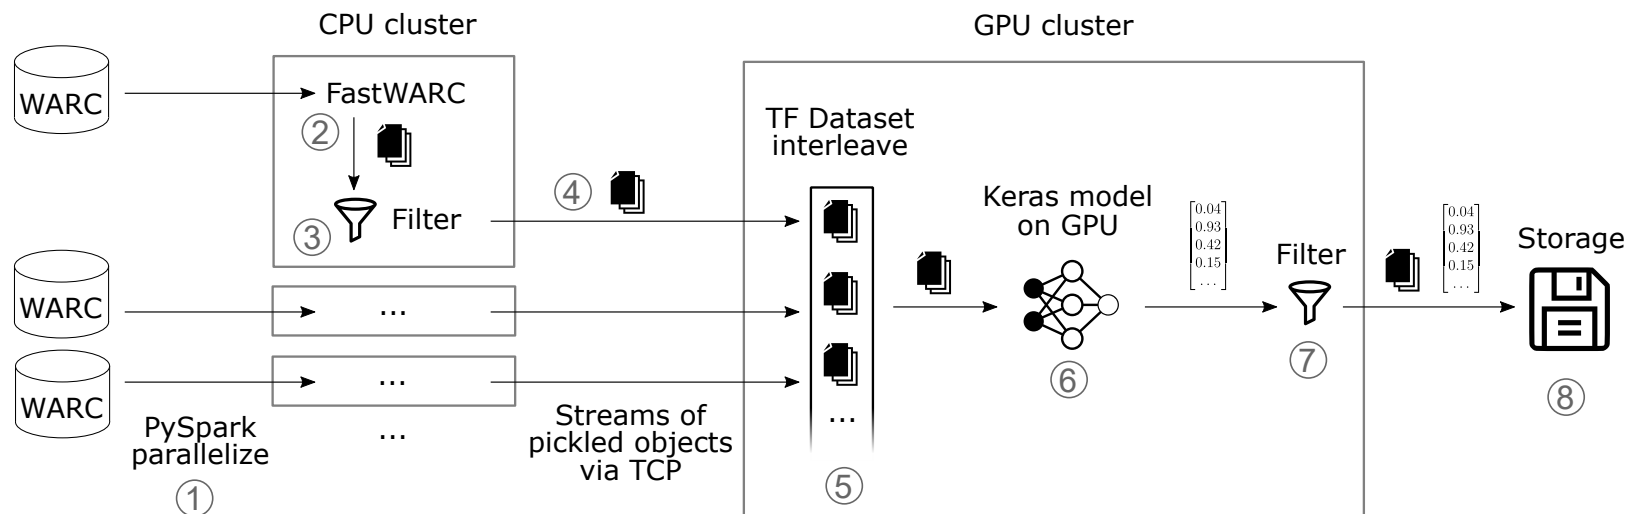 CPU cluster
GPU cluster
WARC
FastWARC
②
③
Filter
④
WARC
...
WARC
...
...
PySpark
parallelize
①
Streams of
pickled objects
via TCP
TF Dataset
interleave
...
⑤
Keras model
on GPU
⑥
0.04
0.93
0.42
0.15
...
Filter
⑦
0.04
0.93
0.42
0.15
...
Storage
⑧